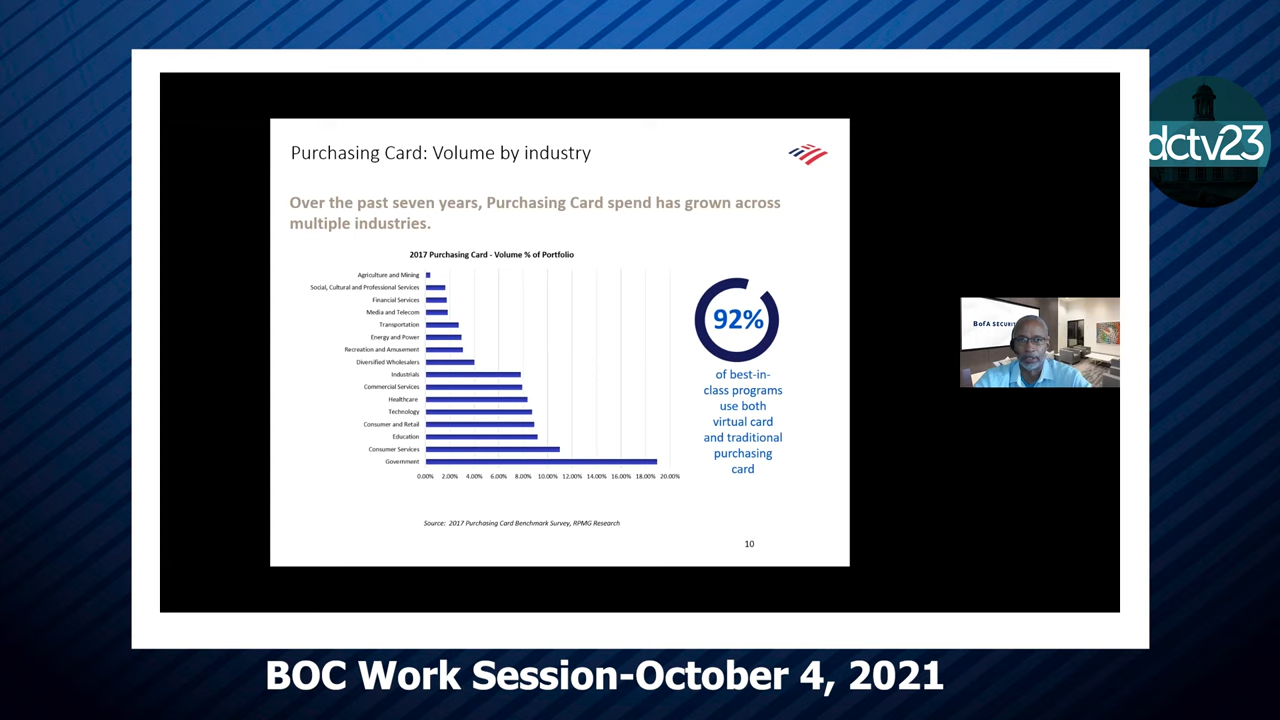 Purchasing Card: Volume by industry
Over the past seven years, Purchasing Card spend has grown across
multiple industries.
2017 Purchasing Card - Volume % of Portfolio
Agriculture and Mining
Social, Cultural and Professional Services
Financial Services
Media and Telecom
Transportation
Energy and Power
Recreation and Amusement
Diversified Wholesalers
Industrials
Commercial Services
Healthcare
Technology
Consumer and Retail
Education
Consumer Services
Government
0.00% 2.00% 4.00% 6.00% 8.00% 10.00% 12.00% 14.00% 16.00% 18.00% 20.00%
92%
of best-in-
class programs
use both
virtual card
and traditional
purchasing
card
Source: 2017 Purchasing Card Benchmark Survey, RPMG Research
10
dctv23
BofA SECURIT
BOC Work Session-October 4, 2021